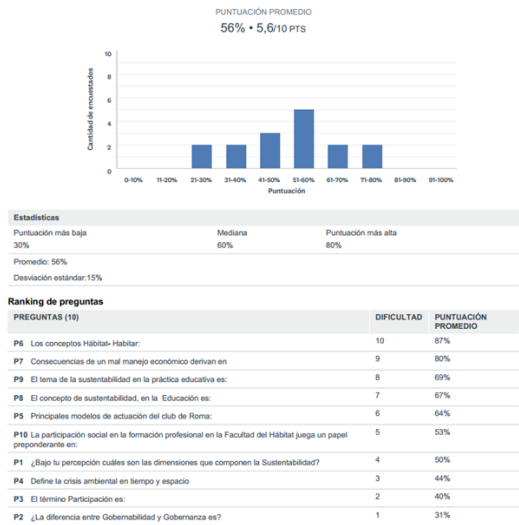 PUNTUACIÓN PROMEDIO
56% • 5,6/10 PTS
10
8
6
4
2
0
Cantidad de encuestados
0-10% 11-20% 21-30% 31-40% 41-50% 51-60% 61-70% 71-80% 81-90% 91-100%
Puntuación
Estadísticas
Puntuación más baja Mediana Puntuación más alta
30% 60% 80%
Promedio: 56%
Desviación estándar:15%
Ranking de preguntas
PREGUNTAS (10) DIFICULTAD PUNTUACIÓN
PROMEDIO
P6 Los conceptos Hábitat- Habitar: 10 87%
P7 Consecuencias de un mal manejo económico derivan en 9 80%
P9 El tema de la sustentabilidad en la práctica educativa es: 8 69%
P8 El concepto de sustentabilidad, en la Educación es: 7 67%
P5 Principales modelos de actuación del club de Roma: 6 64%
P10 La participación social en la formación profesional en la Facultad del Hábitat juega un papel 5 53%
preponderante en:
P1 ¿Bajo tu percepción cuáles son las dimensiones que componen la Sustentabilidad? 4 50%
P4 Define la crisis ambiental en tiempo y espacio 3 44%
P3 El término Participación es: 2 40%
P2 ¿La diferencia entre Gobernabilidad y Gobernanza es? 1 31%